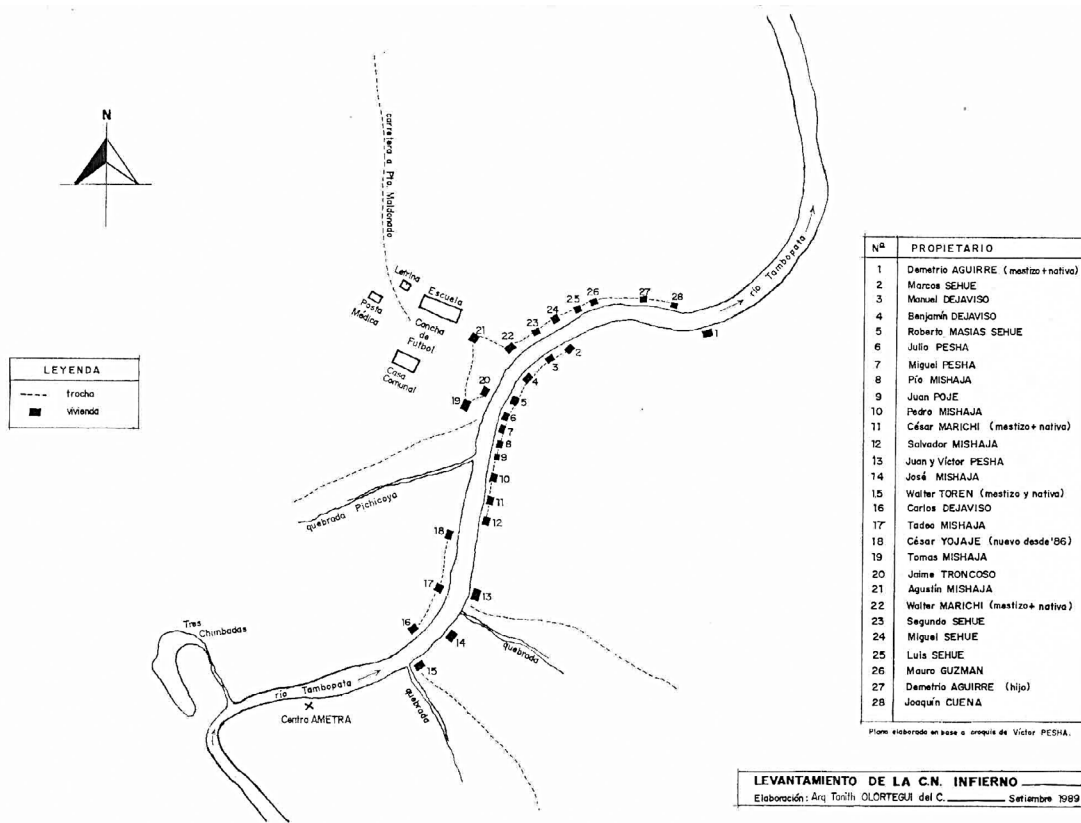 N
carretera a Pto. Maldonado
Letrina
Escuela
Posta
Médica
Cancha
de
Futbol
Casa
Comunal
21
22
23
24
25
26
27
28
1
río Tambopata
2
3
4
5
6
7
8
9
10
11
12
20
19
quebrada Pichicoya
18
17
16
13
14
15
quebrada
quebrada
Tres
Chimbadas
río Tambopata
Centro AMETRA
LEYENDA
trocha
vivienda
Nº PROPIETARIO
1 Demetrio AGUIRRE (mestizo+nativa)
2 Marcos SEHUE
3 Manuel DEJAVISO
4 Benjamín DEJAVISO
5 Roberto MASIAS SEHUE
6 Julio PESHA
7 Miguel PESHA
8 Pío MISHAJA
9 Juan POJE
10 Pedro MISHAJA
11 César MARICHI (mestizo+nativa)
12 Salvador MISHAJA
13 Juan y Víctor PESHA
14 José MISHAJA
15 Walter TOREN (mestizo y nativa)
16 Carlos DEJAVISO
17 Tadeo MISHAJA
18 César YOJAJE (nuevo desde '86)
19 Tomas MISHAJA
20 Jaime TRONCOSO
21 Agustín MISHAJA
22 Walter MARICHI (mestizo+nativa)
23 Segundo SEHUE
24 Miguel SEHUE
25 Luis SEHUE
26 Mauro GUZMAN
27 Demetrio AGUIRRE (hijo)
28 Joaquín CUENA
Plano elaborado en base a croquis de Víctor PESHA.
LEVANTAMIENTO DE LA C.N. INFIERNO
Elaboración: Arq Tanith OLORTEGUI del C. Setiembre 1989